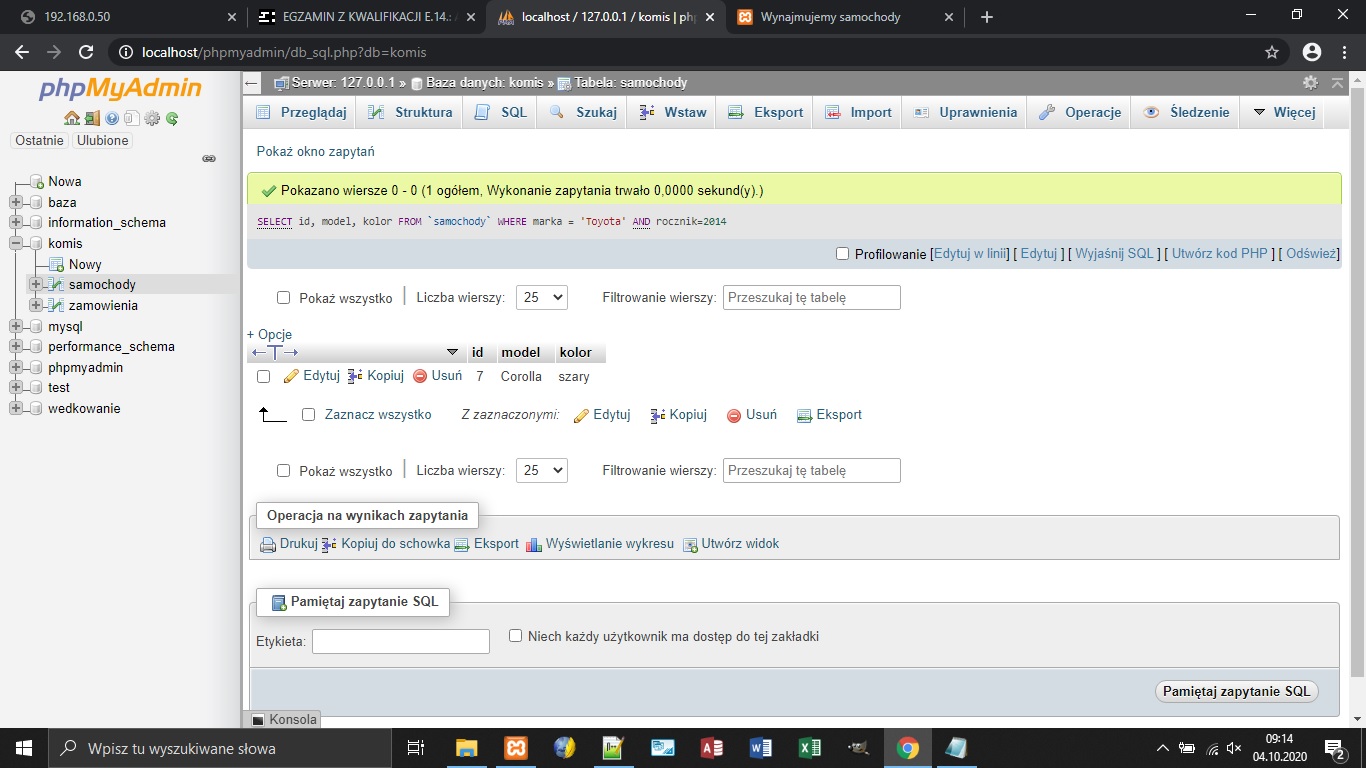 192.168.0.50
EGZAMIN Z KWALIFIKACJI E.14.:
localhost / 127.0.0.1 / komis | php
Wynajmujemy samochody
localhost/phpmyadmin/db_sql.php?db=komis
phpMyAdmin
Ostatnie Ulubione
Nowa
baza
information_schema
komis
Nowy
samochody
zamowienia
mysql
performance_schema
phpmyadmin
test
wedkowanie
Serwer: 127.0.0.1 » Baza danych: komis » Tabela: samochody
Przeglądaj Struktura SQL Szukaj Wstaw Eksport Import Uprawnienia Operacje Śledzenie Więcej
Pokaż okno zapytań
Pokazano wiersze 0 - 0 (1 ogółem, Wykonanie zapytania trwało 0,0000 sekund(y).)
SELECT id, model, kolor FROM `samochody` WHERE marka = 'Toyota' AND rocznik=2014
Profilowanie [Edytuj w linii] [ Edytuj ] [ Wyjaśnij SQL ] [ Utwórz kod PHP ] [ Odśwież]
Pokaż wszystko | Liczba wierszy: 25 Filtrowanie wierszy: Przeszukaj tę tabelę
+ Opcje
←T→ id model kolor
Edytuj Kopiuj Usuń 7 Corolla szary
Zaznacz wszystko Z zaznaczonymi: Edytuj Kopiuj Usuń Eksport
Pokaż wszystko | Liczba wierszy: 25 Filtrowanie wierszy: Przeszukaj tę tabelę
Operacja na wynikach zapytania
Drukuj Kopiuj do schowka Eksport Wyświetlanie wykresu Utwórz widok
Pamiętaj zapytanie SQL
Etykieta: Niech każdy użytkownik ma dostęp do tej zakładki
Pamiętaj zapytanie SQL
Konsola
Wpisz tu wyszukiwane słowa
09:14
04.10.2020
2